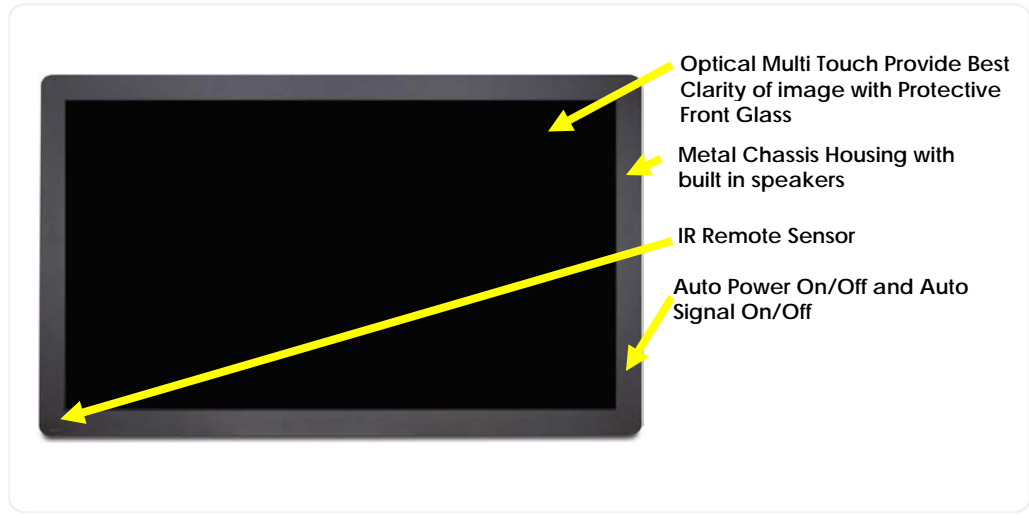 Optical Multi Touch Provide Best
Clarity of image with Protective
Front Glass
Metal Chassis Housing with
built in speakers
IR Remote Sensor
Auto Power On/Off and Auto
Signal On/Off